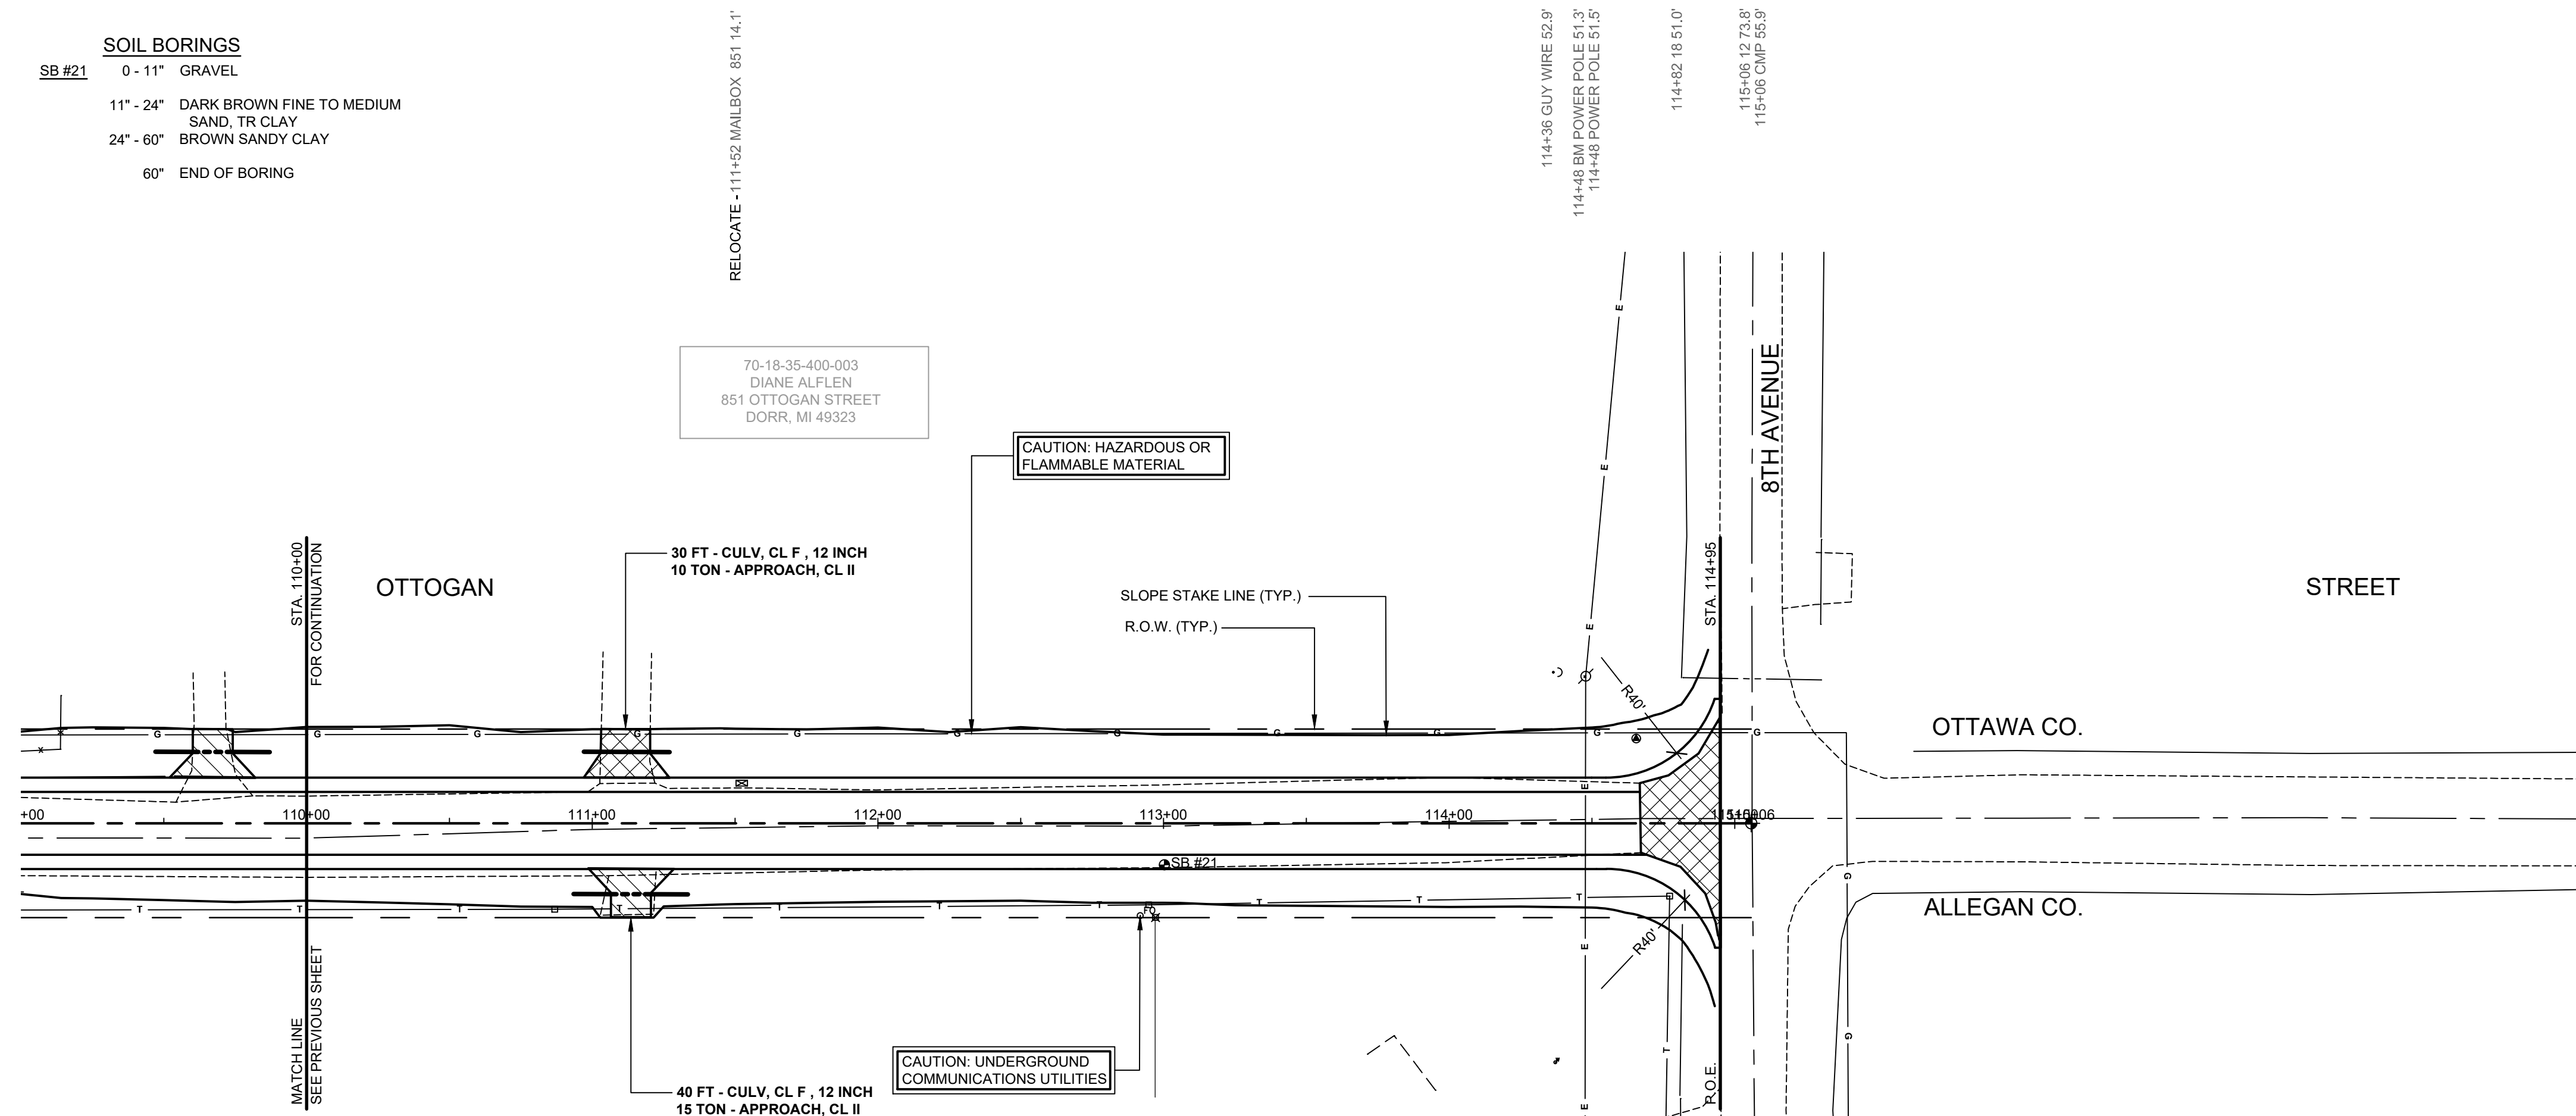 SOIL BORINGS
SB #21 0 - 11" GRAVEL
11" - 24" DARK BROWN FINE TO MEDIUM
SAND, TR CLAY
24" - 60" BROWN SANDY CLAY
60" END OF BORING
RELOCATE - 111+52 MAILBOX 851 14.1'
114+36 GUY WIRE 52.9'
114+48 BM POWER POLE 51.3'
114+48 POWER POLE 51.5'
114+82 18 51.0'
115+06 12 73.8'
115+06 CMP 55.9'
70-18-35-400-003
DIANE ALFLEN
851 OTTOGAN STREET
DORR, MI 49323
CAUTION: HAZARDOUS OR
FLAMMABLE MATERIAL
8TH AVENUE
STA. 110+00
FOR CONTINUATION
OTTOGAN
30 FT - CULV, CL F , 12 INCH
10 TON - APPROACH, CL II
SLOPE STAKE LINE (TYP.)
R.O.W. (TYP.)
STA. 114+95
STREET
R40'
OTTAWA CO.
+00
110+00
111+00
112+00
113+00
114+00
SB #21
ALLEGAN CO.
R40'
MATCH LINE
SEE PREVIOUS SHEET
CAUTION: UNDERGROUND
COMMUNICATIONS UTILITIES
40 FT - CULV, CL F , 12 INCH
15 TON - APPROACH, CL II
P.O.E.